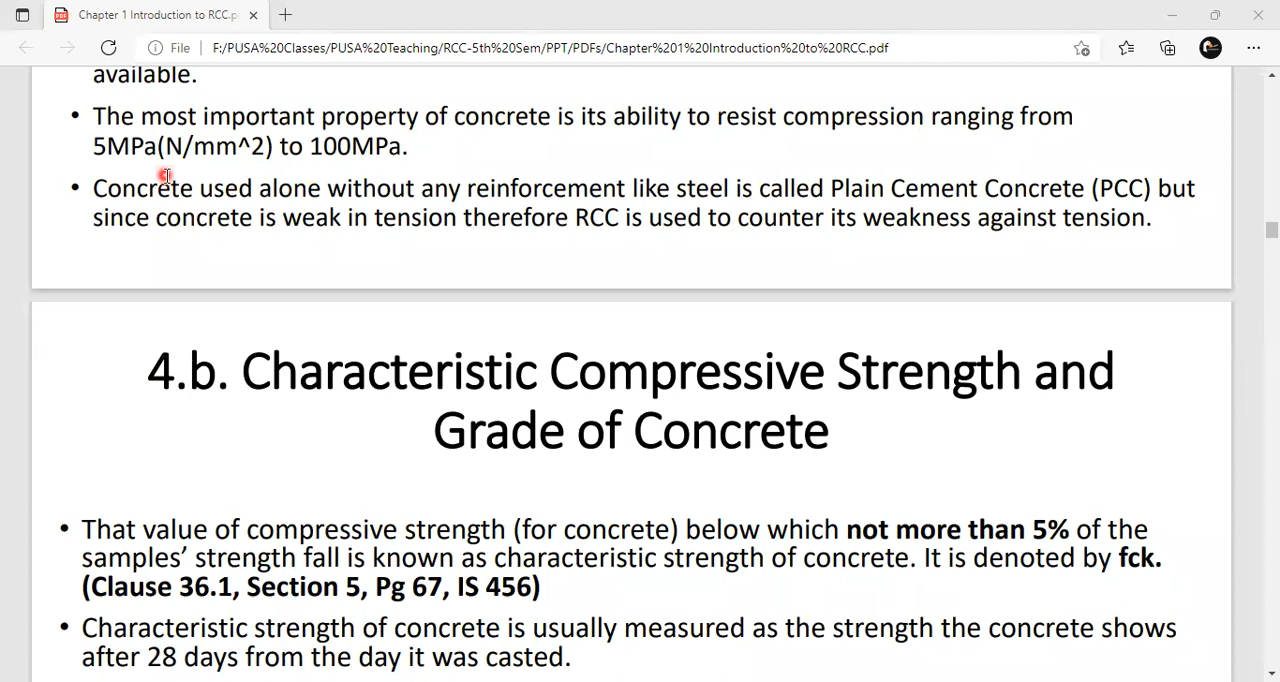 Chapter 1 Introduction to RCC.p
File
F:/PUSA%20Classes/PUSA%20Teaching/RCC-5th%20Sem/PPT/PDFs/Chapter%201%20Introduction%20to%20RCC.pdf
available.
• The most important property of concrete is its ability to resist compression ranging from
5MPa(N/mm^2) to 100MPa.
• Concrete used alone without any reinforcement like steel is called Plain Cement Concrete (PCC) but
since concrete is weak in tension therefore RCC is used to counter its weakness against tension.
4.b. Characteristic Compressive Strength and
Grade of Concrete
• That value of compressive strength (for concrete) below which not more than 5% of the
samples’ strength fall is known as characteristic strength of concrete. It is denoted by fck.
(Clause 36.1, Section 5, Pg 67, IS 456)
• Characteristic strength of concrete is usually measured as the strength the concrete shows
after 28 days from the day it was casted.